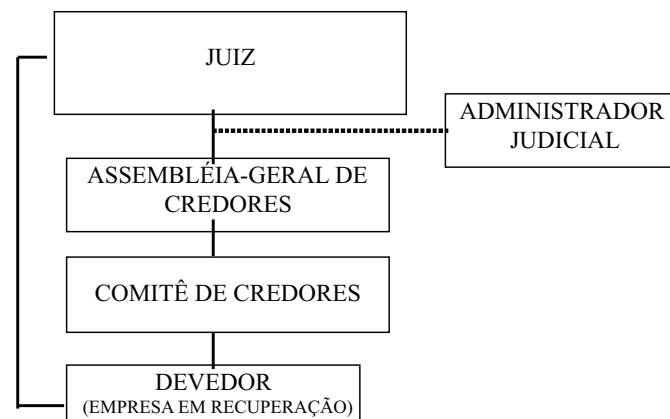 JUIZ
ADMINISTRADOR
JUDICIAL
ASSEMBLÉIA-GERAL DE
CREDORES
COMITÊ DE CREDORES
DEVEDOR
(EMPRESA EM RECUPERAÇÃO)